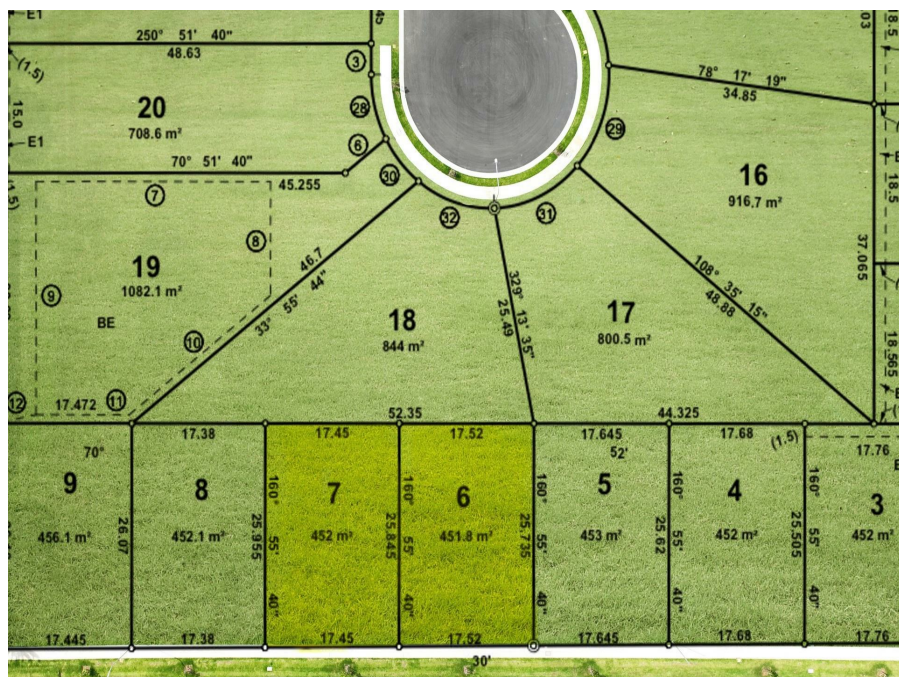 E1
250° 51' 40"
48.63
(1.5)
3
20
708.6 m²
15.0
28
E1
6
70° 51' 40"
45.255
30
7
8
19
1082.1 m²
9
BE
10
11
12
17.472
46.7
33° 55' 44"
32
31
29
18
844 m²
52.35
329° 13' 35"
25.49
17
800.5 m²
44.325
78° 17' 19"
34.85
16
916.7 m²
108° 35' 15"
48.88
37.065
18.5
18.5
18.565
70°
9
456.1 m²
26.07
17.445
17.38
8
452.1 m²
25.955
17.38
160° 55' 40"
17.45
7
452 m²
25.845
17.45
160° 55' 40"
17.52
6
451.8 m²
25.735
17.52
160° 55' 40"
17.645
52'
5
453 m²
25.62
17.645
160° 55' 40"
17.68
4
452 m²
25.505
17.68
(1.5)
160° 55' 40"
17.76
3
452 m²
17.76
30'